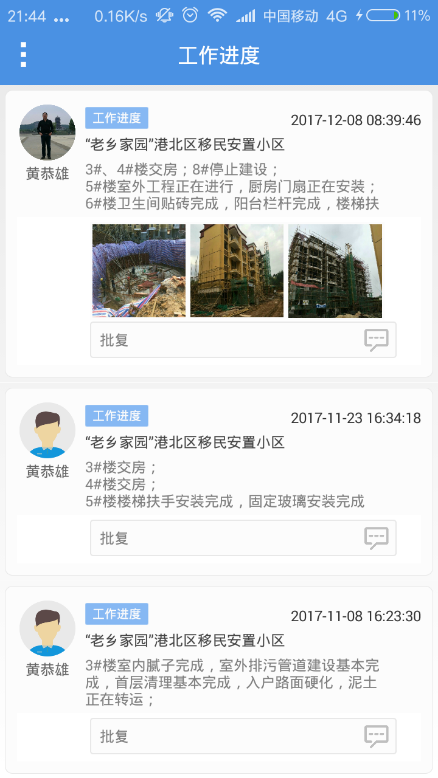 21:44 ... 0.16K/s 中国移动 4G 11%
工作进度
工作进度 2017-12-08 08:39:46
“老乡家园”港北区移民安置小区
黄恭雄
3#、4#楼交房；8#停止建设；
5#楼室外工程正在进行，厨房门扇正在安装；
6#楼卫生间贴砖完成，阳台栏杆完成，楼梯扶
批复
工作进度 2017-11-23 16:34:18
“老乡家园”港北区移民安置小区
黄恭雄
3#楼交房；
4#楼交房；
5#楼楼梯扶手安装完成，固定玻璃安装完成
批复
工作进度 2017-11-08 16:23:30
“老乡家园”港北区移民安置小区
黄恭雄
3#楼室内腻子完成，室外排污管道建设基本完
成，首层清理基本完成，入户路面硬化，泥土
正在转运；
批复